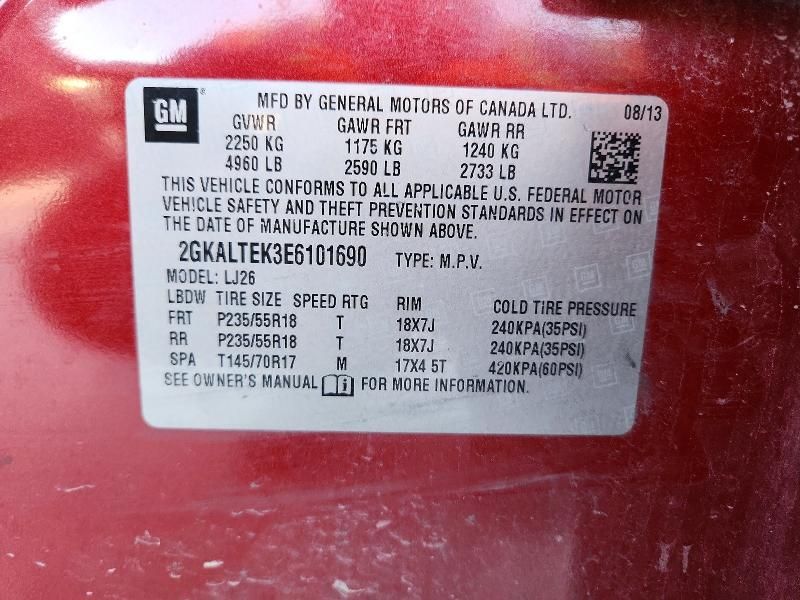 GM® MFD BY GENERAL MOTORS OF CANADA LTD. 08/13
GVWR GAWR FRT GAWR RR
2250 KG 1175 KG 1240 KG
4960 LB 2590 LB 2733 LB
THIS VEHICLE CONFORMS TO ALL APPLICABLE U.S. FEDERAL MOTOR
VEHICLE SAFETY AND THEFT PREVENTION STANDARDS IN EFFECT ON
THE DATE OF MANUFACTURE SHOWN ABOVE.
2GKALTEK3E6101690 TYPE: M.P.V.
MODEL: LJ26
LBDW TIRE SIZE SPEED RTG RIM COLD TIRE PRESSURE
FRT P235/55R18 T 18X7J 240KPA(35PSI)
RR P235/55R18 T 18X7J 240KPA(35PSI)
SPA T145/70R17 M 17X4 5T 420KPA(60PSI)
SEE OWNER'S MANUAL i FOR MORE INFORMATION.